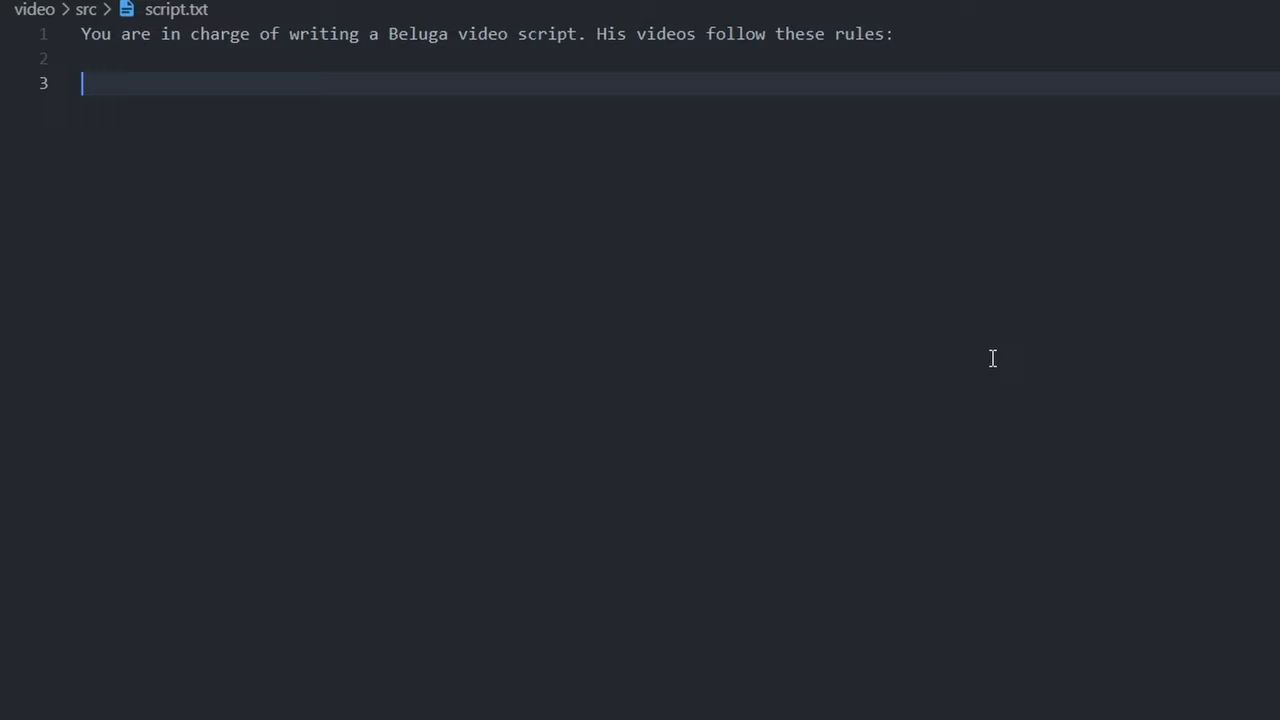 video > src > script.txt
1 You are in charge of writing a Beluga video script. His videos follow these rules:
2
3